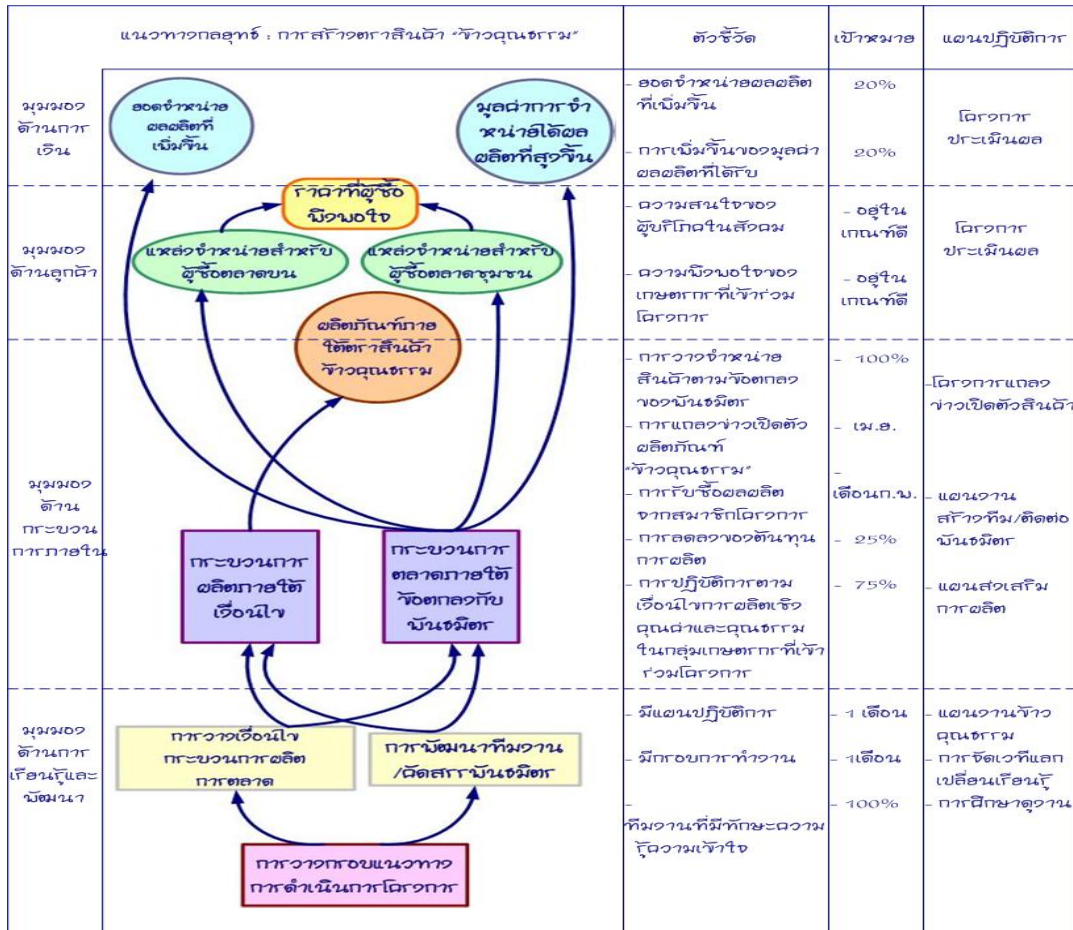 แนวทางกลยุทธ์ : การสร้างตราสินค้า “ข้าวคุณธรรม”
ตัวชี้วัด
เป้าหมาย
แผนปฏิบัติการ
มุมมอง
ด้านการ
เงิน
ยอดจำหน่าย
ผลผลิตที่
เพิ่มขึ้น
มูลค่าการจำ
หน่ายได้ผล
ผลิตที่สูงขึ้น
- ยอดจำหน่ายผลผลิต
ที่เพิ่มขึ้น
- การเพิ่มขึ้นของมูลค่า
ผลผลิตที่ได้รับ
20%
20%
โครงการ
ประเมินผล
มุมมอง
ด้านลูกค้า
ราคาที่ผู้ซื้อ
พึงพอใจ
แหล่งจำหน่ายสำหรับ
ผู้ซื้อตลาดบน
แหล่งจำหน่ายสำหรับ
ผู้ซื้อตลาดชุมชน
- ความสนใจของ
ผู้บริโภคในสังคม
- ความพึงพอใจของ
เกษตรกรที่เข้าร่วม
โครงการ
- อยู่ใน
เกณฑ์ดี
- อยู่ใน
เกณฑ์ดี
โครงการ
ประเมินผล
มุมมอง
ด้าน
กระบวน
การภายใน
ผลิตภัณฑ์ภาย
ใต้ตราสินค้า
ข้าวคุณธรรม
กระบวนการ
ผลิตภายใต้
เงื่อนไข
กระบวนการ
ตลาดภายใต้
ข้อตกลงกับ
พันธมิตร
- การวางจำหน่าย
สินค้าตามข้อตกลง
ของพันธมิตร
- การแถลงข่าวเปิดตัว
ผลิตภัณฑ์
“ข้าวคุณธรรม”
- การรับซื้อผลผลิต
จากสมาชิกโครงการ
- การลดลงของต้นทุน
การผลิต
- การปฏิบัติการตาม
เงื่อนไขการผลิตเชิง
คุณค่าและคุณธรรม
ในกลุ่มเกษตรกรที่เข้า
ร่วมโครงการ
- 100%
- เม.ย.
-
เดือนก.พ.
- 25%
- 75%
-โครงการแถลง
ข่าวเปิดตัวสินค้า
- แผนงาน
สร้างทีม/ติดต่อ
พันธมิตร
- แผนส่งเสริม
การผลิต
มุมมอง
ด้านการ
เรียนรู้และ
พัฒนา
การวางเงื่อนไข
กระบวนการผลิต
การตลาด
การพัฒนาทีมงาน
/คัดสรรพันธมิตร
การวางกรอบแนวทาง
การดำเนินการโครงการ
- มีแผนปฏิบัติการ
- มีกรอบการทำงาน
-
ทีมงานที่มีทักษะความ
รู้ความเข้าใจ
- 1 เดือน
- 1เดือน
- 100%
- แผนงานข้าว
คุณธรรม
- การจัดเวทีแลก
เปลี่ยนเรียนรู้
- การศึกษาดูงาน